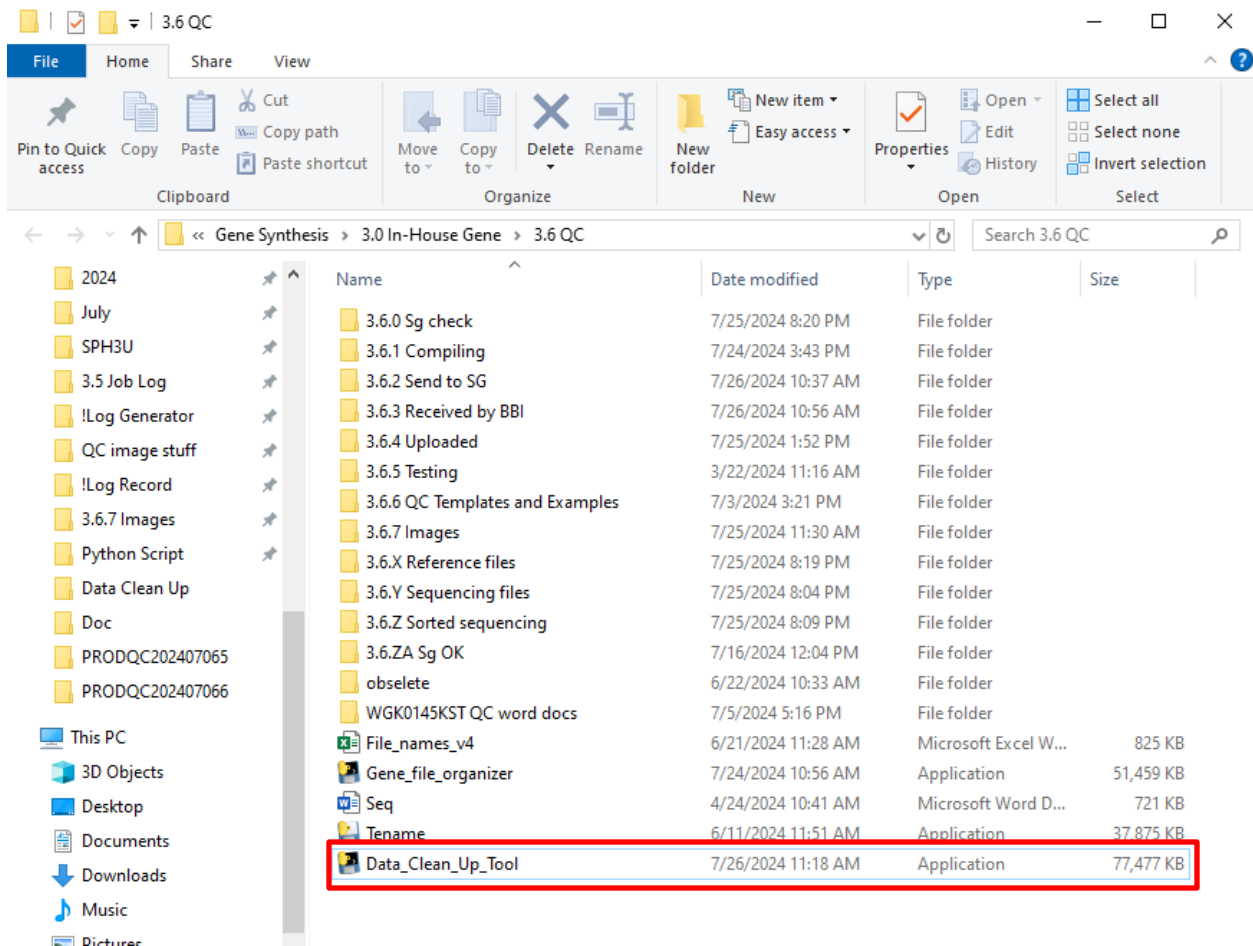 3.6 QC
File Home Share View
Pin to Quick access
Copy
Paste
Cut
Copy path
Paste shortcut
Clipboard
Move to
Copy to
Delete
Rename
Organize
New folder
New item
Easy access
New
Properties
Open
Edit
History
Open
Select all
Select none
Invert selection
Select
« Gene Synthesis > 3.0 In-House Gene > 3.6 QC
Search 3.6 QC
2024
July
SPH3U
3.5 Job Log
!Log Generator
QC image stuff
!Log Record
3.6.7 Images
Python Script
Data Clean Up
Doc
PRODQC202407065
PRODQC202407066
This PC
3D Objects
Desktop
Documents
Downloads
Music
Pictures
Name Date modified Type Size
3.6.0 Sg check 7/25/2024 8:20 PM File folder
3.6.1 Compiling 7/24/2024 3:43 PM File folder
3.6.2 Send to SG 7/26/2024 10:37 AM File folder
3.6.3 Received by BBI 7/26/2024 10:56 AM File folder
3.6.4 Uploaded 7/25/2024 1:52 PM File folder
3.6.5 Testing 3/22/2024 11:16 AM File folder
3.6.6 QC Templates and Examples 7/3/2024 3:21 PM File folder
3.6.7 Images 7/25/2024 11:30 AM File folder
3.6.X Reference files 7/25/2024 8:19 PM File folder
3.6.Y Sequencing files 7/25/2024 8:04 PM File folder
3.6.Z Sorted sequencing 7/25/2024 8:09 PM File folder
3.6.ZA Sg OK 7/16/2024 12:04 PM File folder
obselete 6/22/2024 10:33 AM File folder
WGK0145KST QC word docs 7/5/2024 5:16 PM File folder
File_names_v4 6/21/2024 11:28 AM Microsoft Excel W... 825 KB
Gene_file_organizer 7/24/2024 10:56 AM Application 51,459 KB
Seq 4/24/2024 10:41 AM Microsoft Word D... 721 KB
Tename 6/11/2024 11:51 AM Application 37,875 KB
Data_Clean_Up_Tool 7/26/2024 11:18 AM Application 77,477 KB